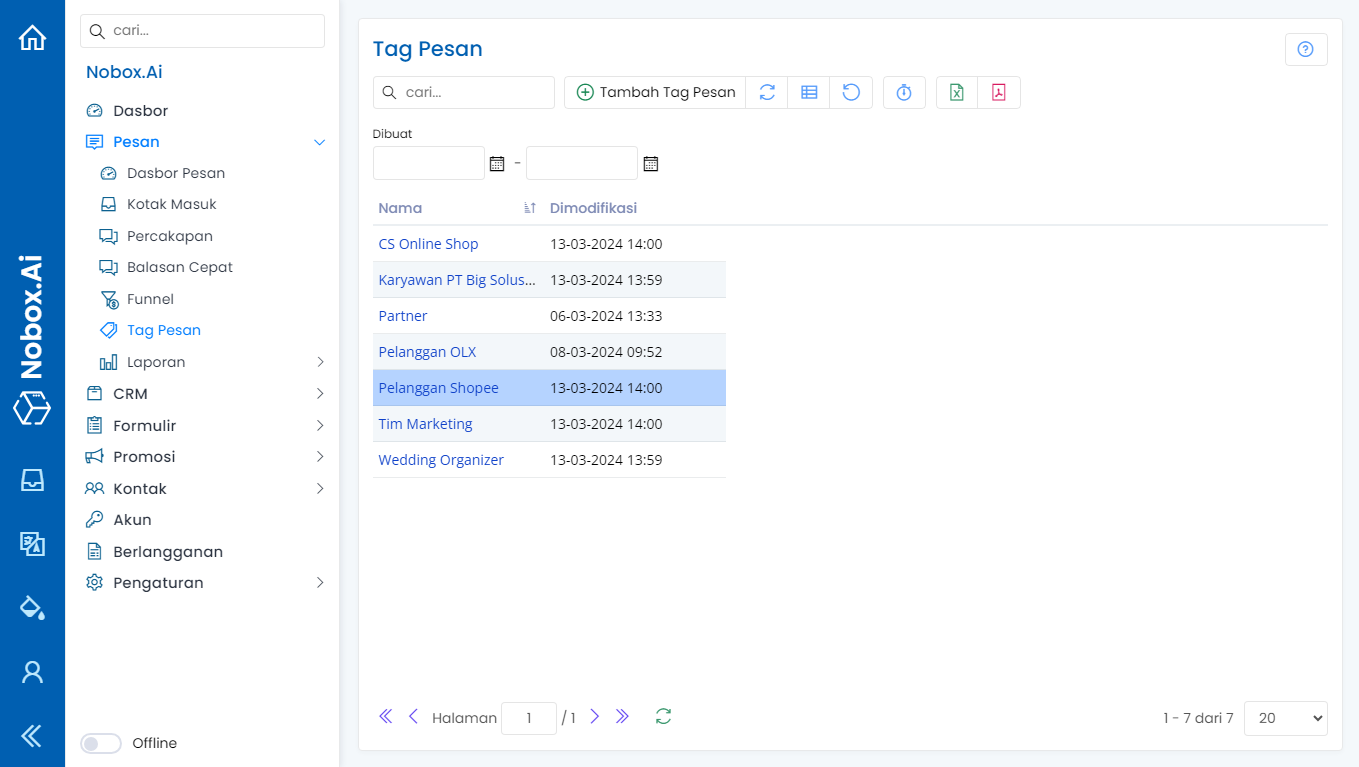 Nobox.Ai
cari...
Nobox.Ai
Dasbor
Pesan
Dasbor Pesan
Kotak Masuk
Percakapan
Balasan Cepat
Funnel
Tag Pesan
Laporan
CRM
Formulir
Promosi
Kontak
Akun
Berlangganan
Pengaturan
Offline
Tag Pesan
cari...
Tambah Tag Pesan
Dibuat
-
Nama Dimodifikasi
CS Online Shop 13-03-2024 14:00
Karyawan PT Big Solus... 13-03-2024 13:59
Partner 06-03-2024 13:33
Pelanggan OLX 08-03-2024 09:52
Pelanggan Shopee 13-03-2024 14:00
Tim Marketing 13-03-2024 14:00
Wedding Organizer 13-03-2024 13:59
Halaman 1 / 1
1 - 7 dari 7 20